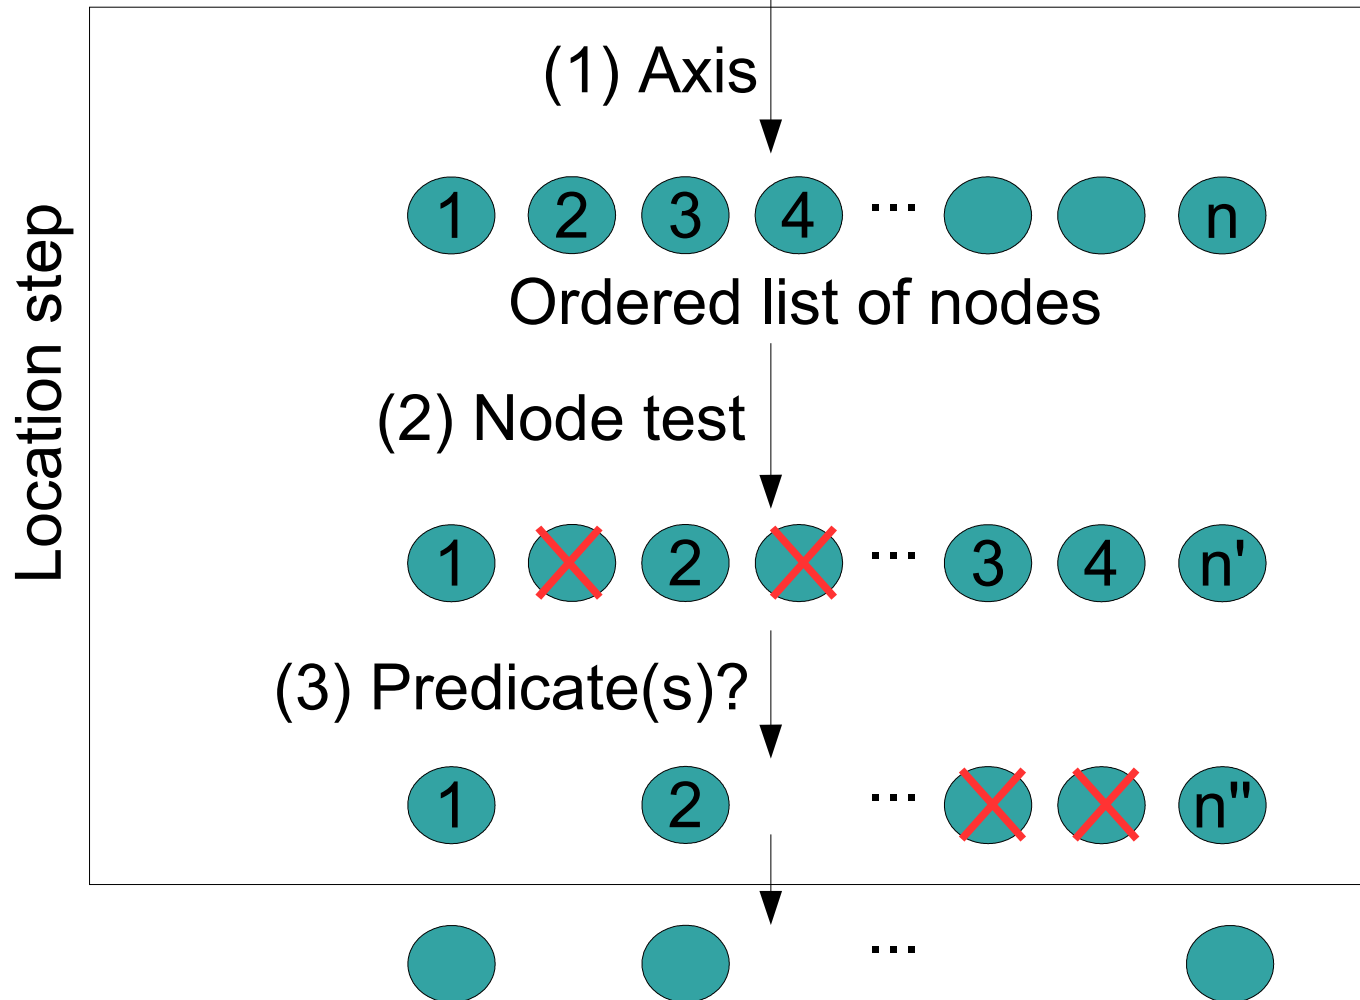 (1) Axis
1 2 3 4 ... n
Ordered list of nodes
Location step
(2) Node test
1 2 ... 3 4 n'
(3) Predicate(s)?
1 2 ... n"
...